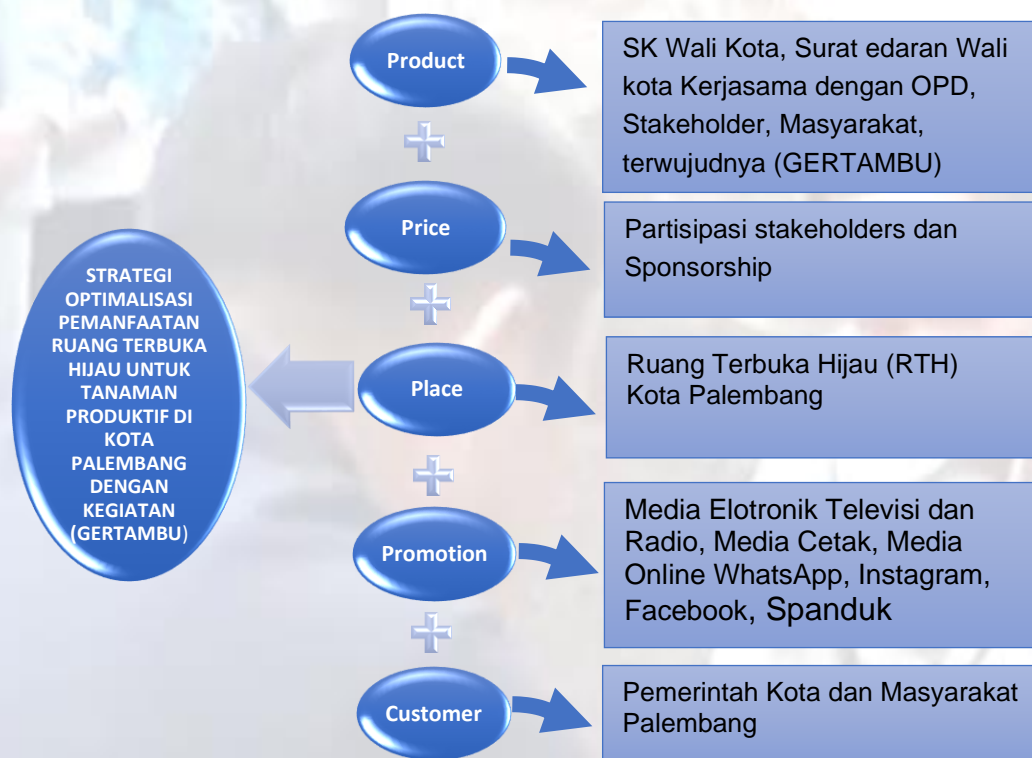 Product
SK Wali Kota, Surat edaran Wali
kota Kerjasama dengan OPD,
Stakeholder, Masyarakat,
terwujudnya (GERTAMBU)
Price
Partisipasi stakeholders dan
Sponsorship
STRATEGI
OPTIMALISASI
PEMANFAATAN
RUANG TERBUKA
HIJAU UNTUK
TANAMAN
PRODUKTIF DI
KOTA
PALEMBANG
DENGAN
KEGIATAN
(GERTAMBU)
Place
Ruang Terbuka Hijau (RTH)
Kota Palembang
Promotion
Media Elotronik Televisi dan
Radio, Media Cetak, Media
Online WhatsApp, Instagram,
Facebook, Spanduk
Customer
Pemerintah Kota dan Masyarakat
Palembang